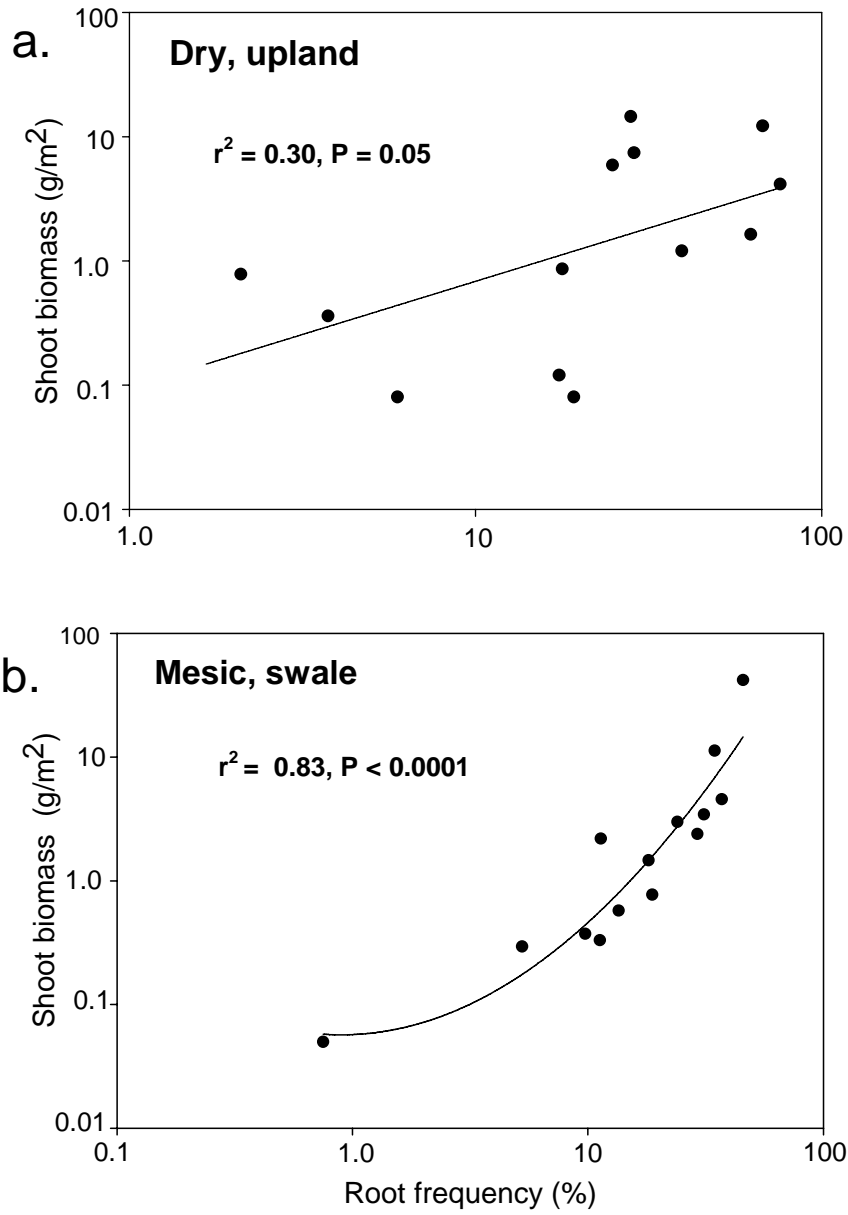 a.
Dry, upland
r² = 0.30, P = 0.05
Shoot biomass (g/m²)
100
10
1.0
0.1
0.01
1.0 10 100
b.
Mesic, swale
r² = 0.83, P < 0.0001
Shoot biomass (g/m²)
100
10
1.0
0.1
0.01
0.1 1.0 10 100
Root frequency (%)